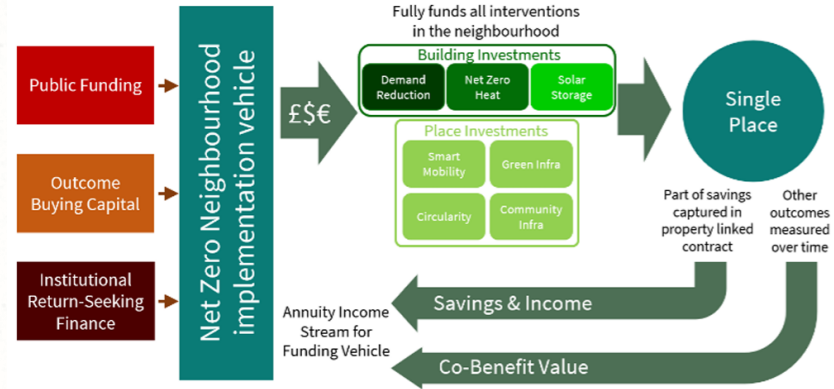 Public Funding
Outcome
Buying Capital
Institutional
Return-Seeking
Finance
Net Zero Neighbourhood
implementation vehicle
£$€
Fully funds all interventions
in the neighbourhood
Building Investments
Demand
Reduction
Net Zero
Heat
Solar
Storage
Place Investments
Smart
Mobility
Green Infra
Circularity
Community
Infra
Single
Place
Part of savings
captured in
property linked
contract
Other
outcomes
measured
over time
Savings & Income
Annuity Income
Stream for
Funding Vehicle
Co-Benefit Value